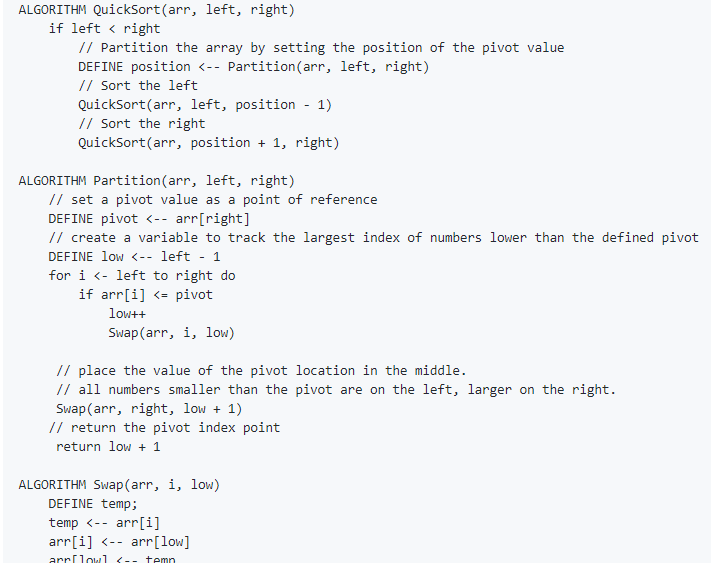 ALGORITHM QuickSort(arr, left, right)
    if left < right
        // Partition the array by setting the position of the pivot value
        DEFINE position <-- Partition(arr, left, right)
        // Sort the left
        QuickSort(arr, left, position - 1)
        // Sort the right
        QuickSort(arr, position + 1, right)

ALGORITHM Partition(arr, left, right)
    // set a pivot value as a point of reference
    DEFINE pivot <-- arr[right]
    // create a variable to track the largest index of numbers lower than the defined pivot
    DEFINE low <-- left - 1
    for i <- left to right do
        if arr[i] <= pivot
            low++
            Swap(arr, i, low)

     // place the value of the pivot location in the middle.
     // all numbers smaller than the pivot are on the left, larger on the right.
     Swap(arr, right, low + 1)
    // return the pivot index point
     return low + 1

ALGORITHM Swap(arr, i, low)
    DEFINE temp;
    temp <-- arr[i]
    arr[i] <-- arr[low]
    arr[low] <-- temp